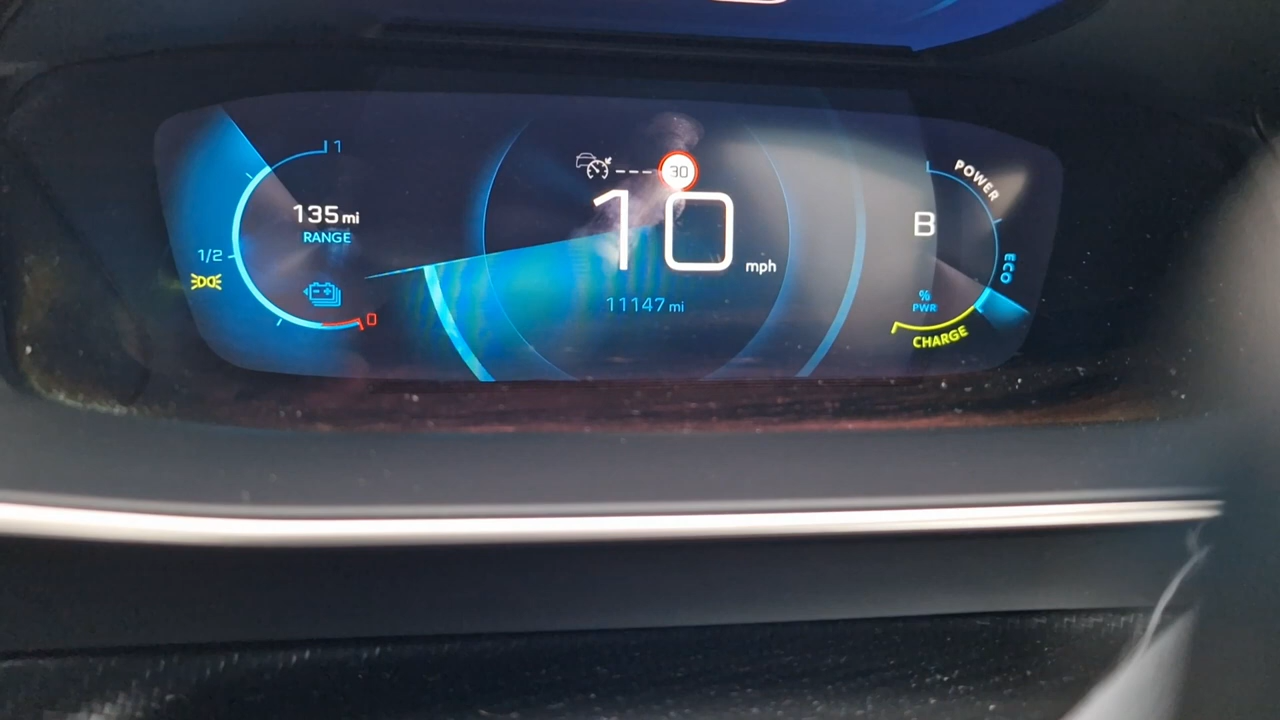 1
135 mi
RANGE
1/2
0
30
10 mph
11147 mi
POWER
B
ECO
%
PWR
CHARGE